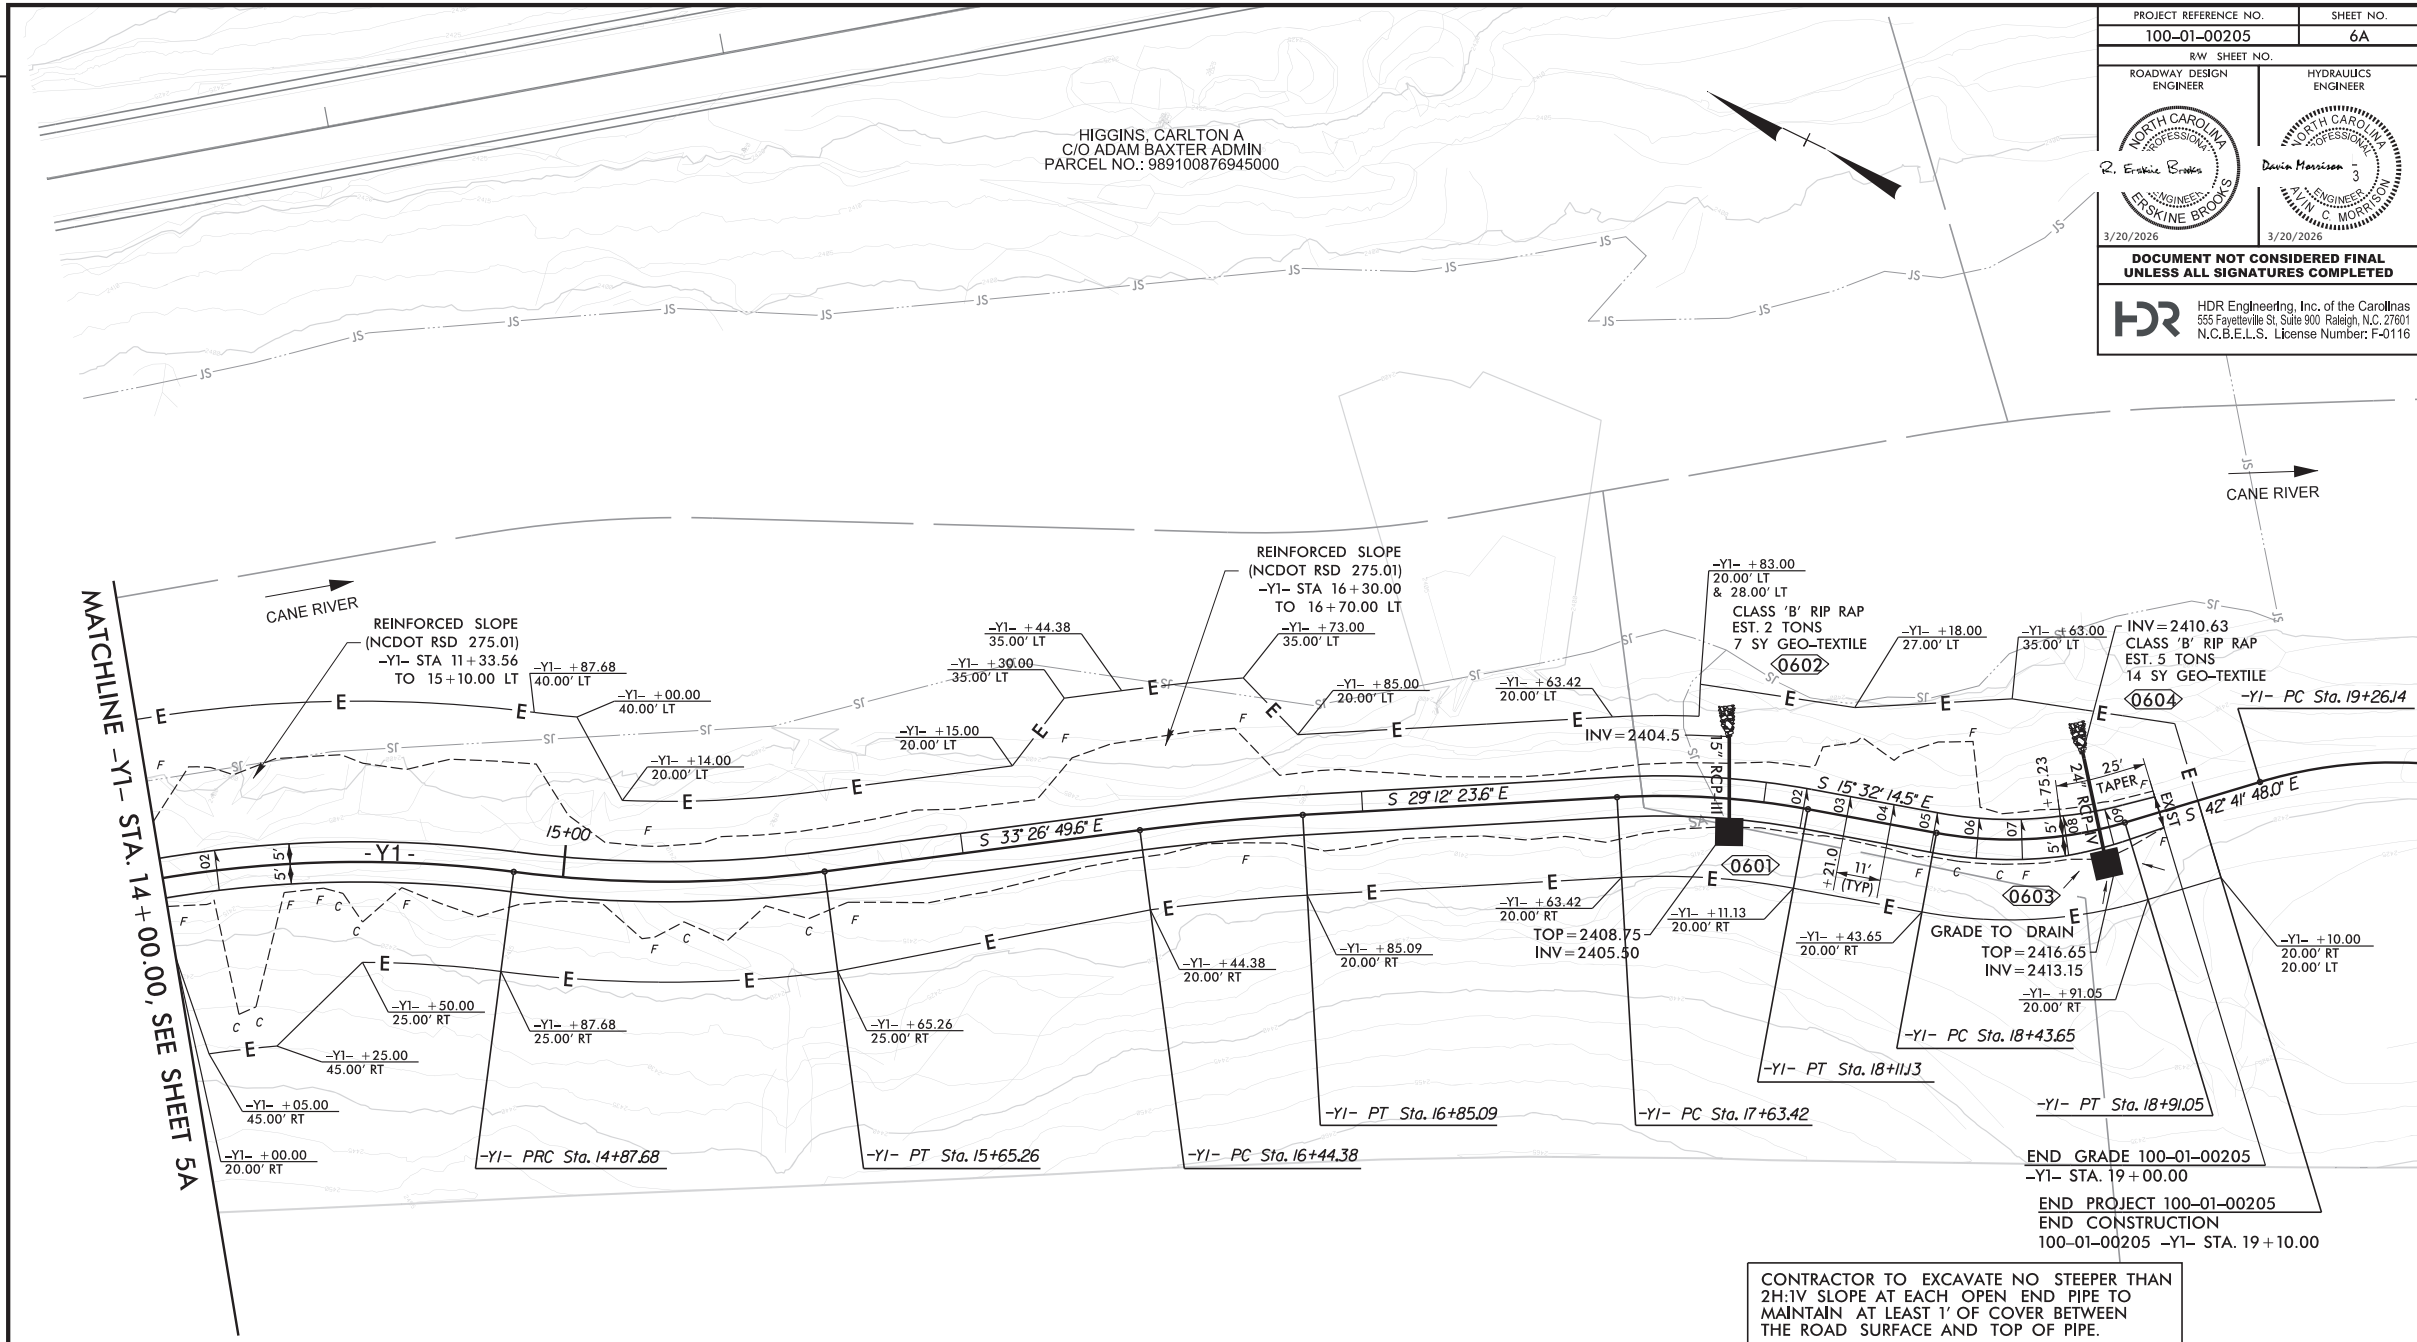 PROJECT REFERENCE NO.
SHEET NO.
100–01–00205
6A
RW SHEET NO.
ROADWAY DESIGN
ENGINEER
HYDRAULICS
ENGINEER
NORTH CAROLINA
R. Erskine Brooks
ENGINEER
ERSKINE BROOKS
3/20/2026
Davin Morrison
3
ENGINEER
C. MORRISON
3/20/2026
DOCUMENT NOT CONSIDERED FINAL
UNLESS ALL SIGNATURES COMPLETED
HDR
HDR Engineering, Inc. of the Carolinas
555 Fayetteville St, Suite 900 Raleigh, N.C. 27601
N.C.B.E.L.S. License Number: F-0116
HIGGINS, CARLTON A
C/O ADAM BAXTER ADMIN
PARCEL NO.: 989100876945000
CANE RIVER
CANE RIVER
MATCHLINE –Y1– STA. 14+00.00, SEE SHEET 5A
REINFORCED SLOPE
(NCDOT RSD 275.01)
–Y1– STA 11+33.56
TO 15+10.00 LT
REINFORCED SLOPE
(NCDOT RSD 275.01)
–Y1– STA 16+30.00
TO 16+70.00 LT
–Y1– +87.68
40.00' LT
–Y1– +00.00
40.00' LT
–Y1– +14.00
20.00' LT
–Y1– +15.00
20.00' LT
–Y1– +30.00
35.00' LT
–Y1– +44.38
35.00' LT
–Y1– +73.00
35.00' LT
–Y1– +85.00
20.00' LT
–Y1– +63.42
20.00' LT
–Y1– +83.00
20.00' LT
& 28.00' LT
CLASS 'B' RIP RAP
EST. 2 TONS
7 SY GEO–TEXTILE
0602
INV=2404.5
15" RCP-III
–Y1– +18.00
27.00' LT
–Y1– +63.00
35.00' LT
INV=2410.63
CLASS 'B' RIP RAP
EST. 5 TONS
14 SY GEO–TEXTILE
0604
–Y1– PC Sta. 19+26.14
24" RCP-IV
+75.23
25'
TAPER
EXIST
-Y1-
15+00
S 33° 26' 49.6" E
S 29° 12' 23.6" E
S 15° 32' 14.5" E
S 42° 41' 48.0" E
02
5'
5'
02
03
04
05
06
07
08
09
5'
5'
+21.0
11'
(TYP)
0601
0603
GRADE TO DRAIN
TOP=2416.65
INV=2413.15
TOP=2408.75
INV=2405.50
–Y1– +63.42
20.00' RT
–Y1– +11.13
20.00' RT
–Y1– +43.65
20.00' RT
–Y1– +91.05
20.00' RT
–Y1– +10.00
20.00' RT
20.00' LT
–Y1– +44.38
20.00' RT
–Y1– +85.09
20.00' RT
–Y1– +65.26
25.00' RT
–Y1– +87.68
25.00' RT
–Y1– +50.00
25.00' RT
–Y1– +25.00
45.00' RT
–Y1– +05.00
45.00' RT
–Y1– +00.00
20.00' RT
–Y1– PRC Sta. 14+87.68
–Y1– PT Sta. 15+65.26
–Y1– PC Sta. 16+44.38
–Y1– PT Sta. 16+85.09
–Y1– PC Sta. 17+63.42
–Y1– PT Sta. 18+11.13
–Y1– PC Sta. 18+43.65
–Y1– PT Sta. 18+91.05
END GRADE 100–01–00205
–Y1– STA. 19+00.00
END PROJECT 100–01–00205
END CONSTRUCTION
100–01–00205 –Y1– STA. 19+10.00
CONTRACTOR TO EXCAVATE NO STEEPER THAN
2H:1V SLOPE AT EACH OPEN END PIPE TO
MAINTAIN AT LEAST 1' OF COVER BETWEEN
THE ROAD SURFACE AND TOP OF PIPE.